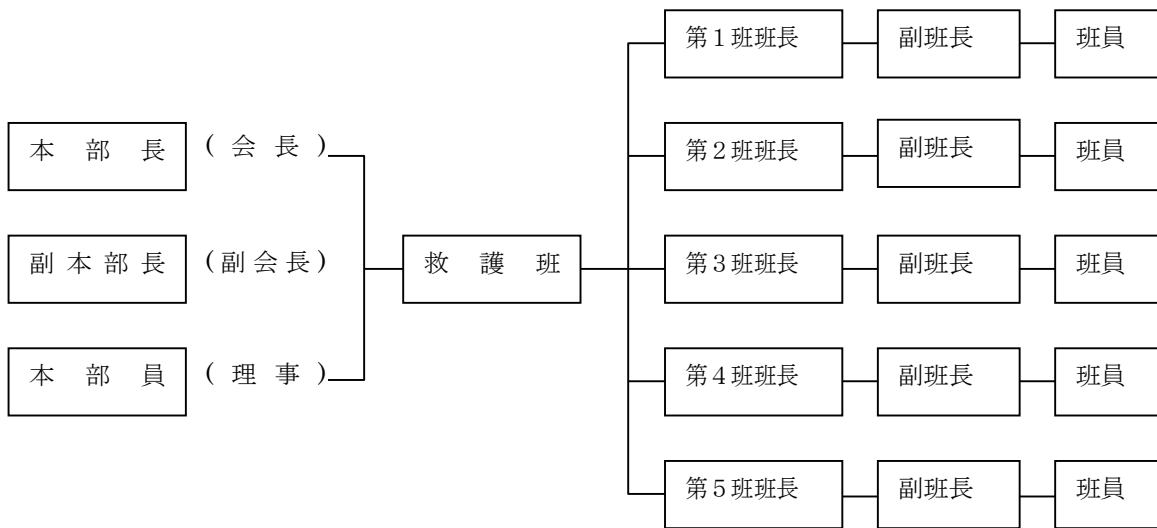 第１班班長 副班長 班員
本部長 (会長)
第２班班長 副班長 班員
副本部長 (副会長) 救護班 第３班班長 副班長 班員
本部員 (理事)
第４班班長 副班長 班員
第５班班長 副班長 班員